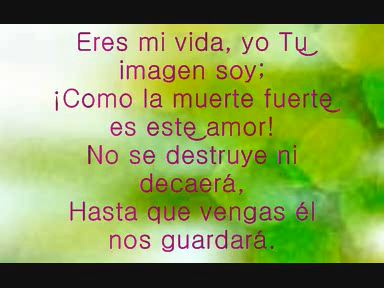 Eres mi vida, yo Tu
imagen soy;
¡Como la muerte fuerte
es este amor!
No se destruye ni
decaerá,
Hasta que vengas él
nos guardará.